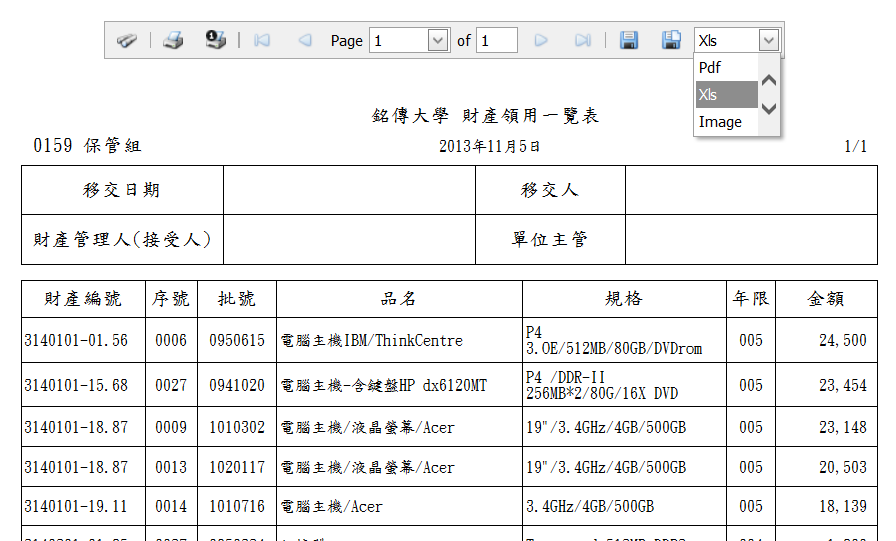 Page 1 of 1 Xls
Pdf
Xls
Image
銘傳大學 財產領用一覽表
0159 保管組 2013年11月5日 1/1
移交日期 移交人
財產管理人(接受人) 單位主管
財產編號 序號 批號 品名 規格 年限 金額
3140101-01.56 0006 0950615 電腦主機IBM/ThinkCentre P4 3.0E/512MB/80GB/DVDrom 005 24,500
3140101-15.68 0027 0941020 電腦主機-含鍵盤HP dx6120MT P4 /DDR-II 256MB*2/80G/16X DVD 005 23,454
3140101-18.87 0009 1010302 電腦主機/液晶螢幕/Acer 19"/3.4GHz/4GB/500GB 005 23,148
3140101-18.87 0013 1020117 電腦主機/液晶螢幕/Acer 19"/3.4GHz/4GB/500GB 005 20,503
3140101-19.11 0014 1010716 電腦主機/Acer 3.4GHz/4GB/500GB 005 18,139